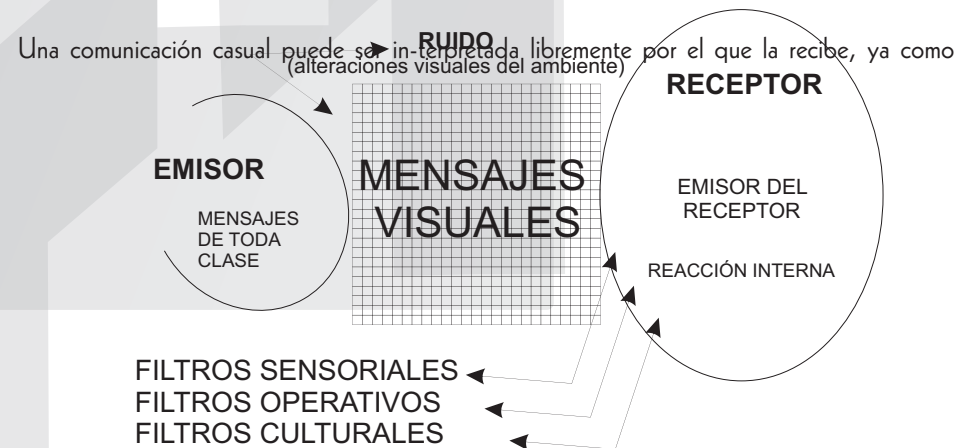 Una comunicación casual puede ser in-terpretada libremente por el que la recibe, ya como
RUIDO
(alteraciones visuales del ambiente)
RECEPTOR
EMISOR
MENSAJES
DE TODA
CLASE
MENSAJES
VISUALES
EMISOR DEL
RECEPTOR
REACCIÓN INTERNA
FILTROS SENSORIALES
FILTROS OPERATIVOS
FILTROS CULTURALES